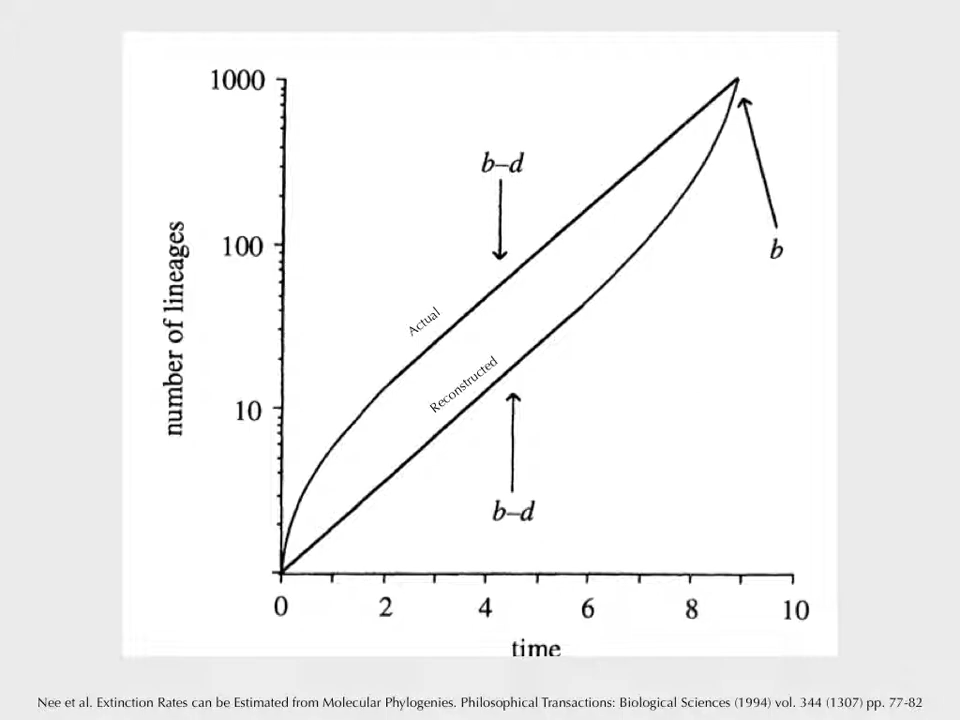 1000
b–d
100
b
number of lineages
Actual
Reconstructed
10
b–d
0 2 4 6 8 10
time
Nee et al. Extinction Rates can be Estimated from Molecular Phylogenies. Philosophical Transactions: Biological Sciences (1994) vol. 344 (1307) pp. 77-82